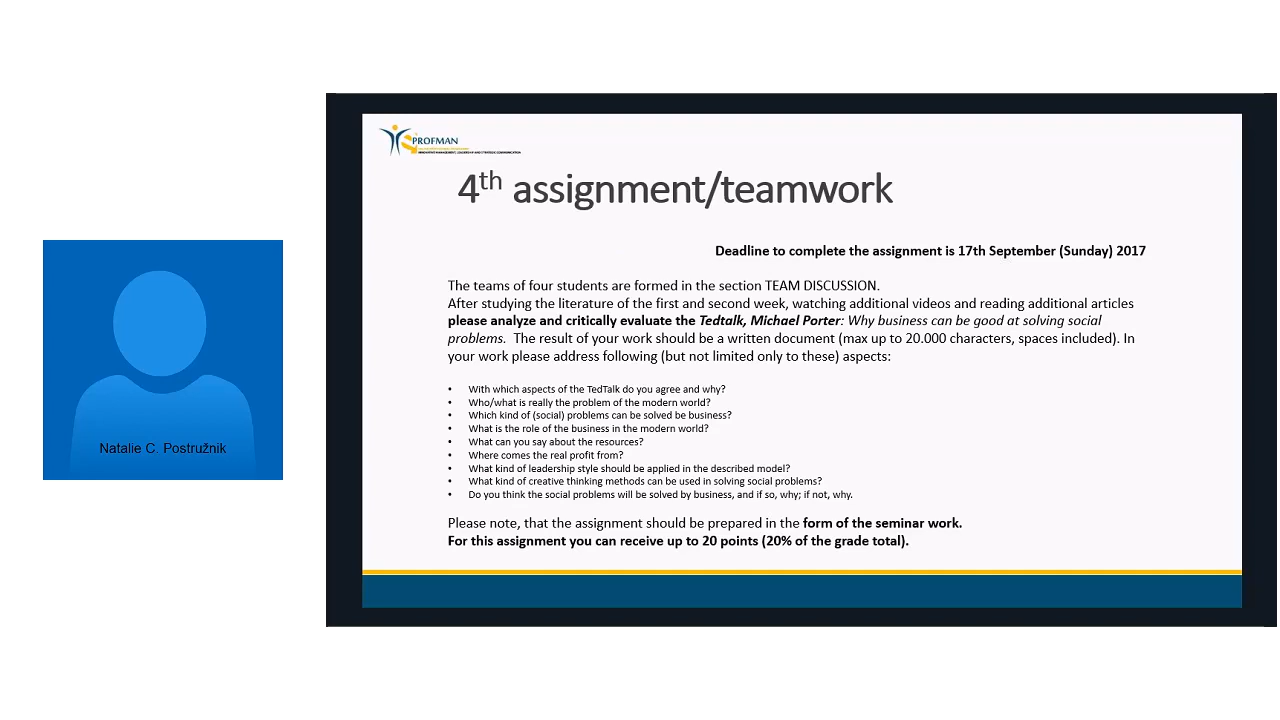 PROFMAN
INNOVATIVE MANAGEMENT, LEADERSHIP AND STRATEGIC COMMUNICATION
4th assignment/teamwork
Deadline to complete the assignment is 17th September (Sunday) 2017
The teams of four students are formed in the section TEAM DISCUSSION.
After studying the literature of the first and second week, watching additional videos and reading additional articles
please analyze and critically evaluate the Tedtalk, Michael Porter: Why business can be good at solving social
problems. The result of your work should be a written document (max up to 20.000 characters, spaces included). In
your work please address following (but not limited only to these) aspects:
• With which aspects of the TedTalk do you agree and why?
• Who/what is really the problem of the modern world?
• Which kind of (social) problems can be solved be business?
• What is the role of the business in the modern world?
• What can you say about the resources?
• Where comes the real profit from?
• What kind of leadership style should be applied in the described model?
• What kind of creative thinking methods can be used in solving social problems?
• Do you think the social problems will be solved by business, and if so, why; if not, why.
Please note, that the assignment should be prepared in the form of the seminar work.
For this assignment you can receive up to 20 points (20% of the grade total).
Natalie C. Postružnik